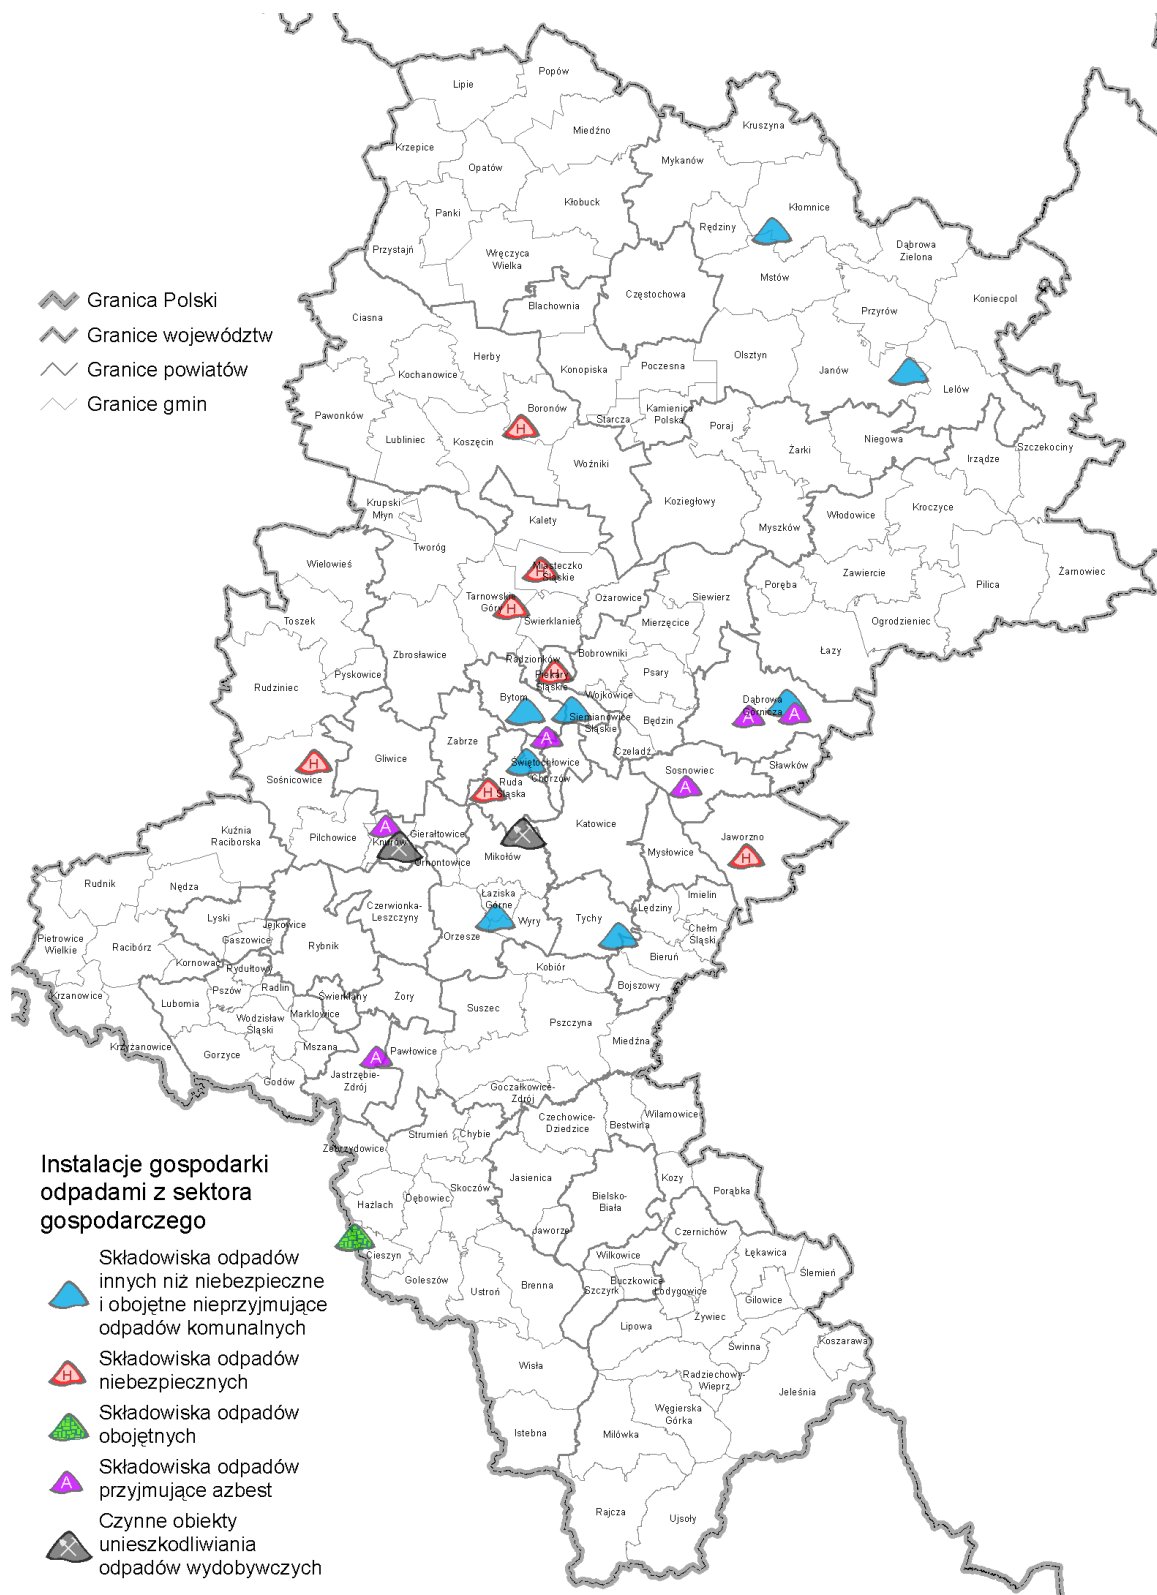 Lipie
Popów
Kruszyna
Miedźno
Krzepice
Mykanów
Opatów
Kłobuck
Kłomnice
Panki
Rędziny
Przystajń
Wręczyca
Wielka
Dąbrowa
Zielona
Mstów
Częstochowa
Koniecpol
Blachownia
Przyrów
Ciasna
Herby
Olsztyn
Konopiska
Poczesna
Janów
Kochanowice
Lelów
Pawonków
Boronów
Starcza
Kamienica
Polska
Poraj
Lubliniec
Koszęcin
Niegowa
Żarki
Szczekociny
Irządze
Woźniki
Koziegłowy
Krupski
Młyn
Kalety
Myszków
Włodowice
Kroczyce
Tworóg
Wielowieś
Miasteczko
Śląskie
Poręba
Zawiercie
Pilica
Żarnowiec
Tarnowskie
Góry
Ożarowice
Siewierz
Toszek
Świerklaniec
Mierzęcice
Ogrodzieniec
Zbrosławice
Radzionków
Bobrowniki
Łazy
Pyskowice
Piekary
Śląskie
Psary
Rudziniec
Bytom
Wojkowice
Dąbrowa
Górnicza
Siemianowice
Śląskie
Będzin
Zabrze
Gliwice
Czeladź
Świętochłowice
Chorzów
Sosnowiec
Sławków
Sośnicowice
Ruda
Śląska
Katowice
Kuźnia
Raciborska
Pilchowice
Gierałtowice
Knurów
Jaworzno
Ornontowice
Mikołów
Mysłowice
Rudnik
Nędza
Łaziska
Górne
Imielin
Czerwionka-
Leszczyny
Lędziny
Lyski
Jejkowice
Wyry
Tychy
Chełm
Śląski
Pietrowice
Wielkie
Racibórz
Gaszowice
Rybnik
Orzesze
Bieruń
Kornowac
Rydułtowy
Kobiór
Krzanowice
Pszów
Radlin
Świerklany
Żory
Bojszowy
Lubomia
Suszec
Wodzisław
Śląski
Marklowice
Pszczyna
Krzyżanowice
Gorzyce
Mszana
Pawłowice
Miedźna
Godów
Jastrzębie-
Zdrój
Goczałkowice-
Zdrój
Czechowice-
Dziedzice
Wilamowice
Bestwina
Strumień
Chybie
Zebrzydowice
Jasienica
Kozy
Skoczów
Bielsko-
Biała
Porąbka
Hażlach
Dębowiec
Jaworze
Czernichów
Cieszyn
Wilkowice
Łękawica
Goleszów
Ustroń
Brenna
Szczyrk
Buczkowice
Łodygowice
Ślemień
Gilowice
Lipowa
Żywiec
Koszarawa
Świnna
Wisła
Radziechowy-
Wieprz
Jeleśnia
Węgierska
Górka
Istebna
Milówka
Rajcza
Ujsoły
Granica Polski
Granice województw
Granice powiatów
Granice gmin
Instalacje gospodarki
odpadami z sektora
gospodarczego
Składowiska odpadów
innych niż niebezpieczne
i obojętne nieprzyjmujące
odpadów komunalnych
H
Składowiska odpadów
niebezpiecznych
Składowiska odpadów
obojętnych
A
Składowiska odpadów
przyjmujące azbest
Czynne obiekty
unieszkodliwiania
odpadów wydobywczych